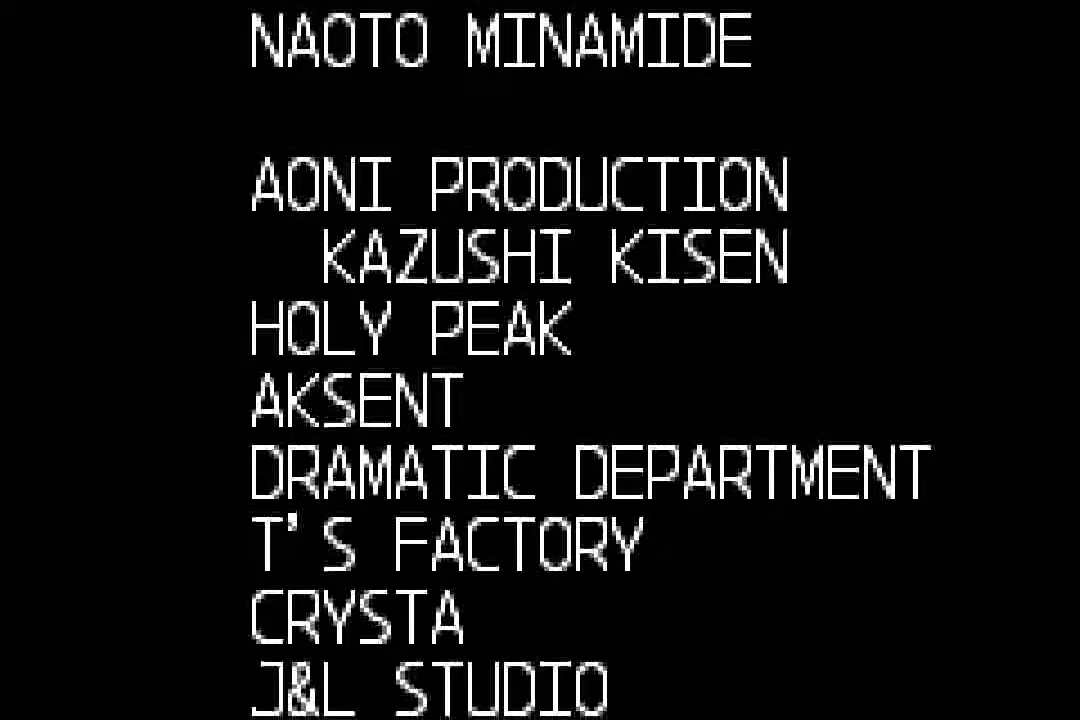 NAOTO MINAMIDE
AONI PRODUCTION
KAZUSHI KISEN
HOLY PEAK
AKSENT
DRAMATIC DEPARTMENT
T'S FACTORY
CRYSTA
J&L STUDIO